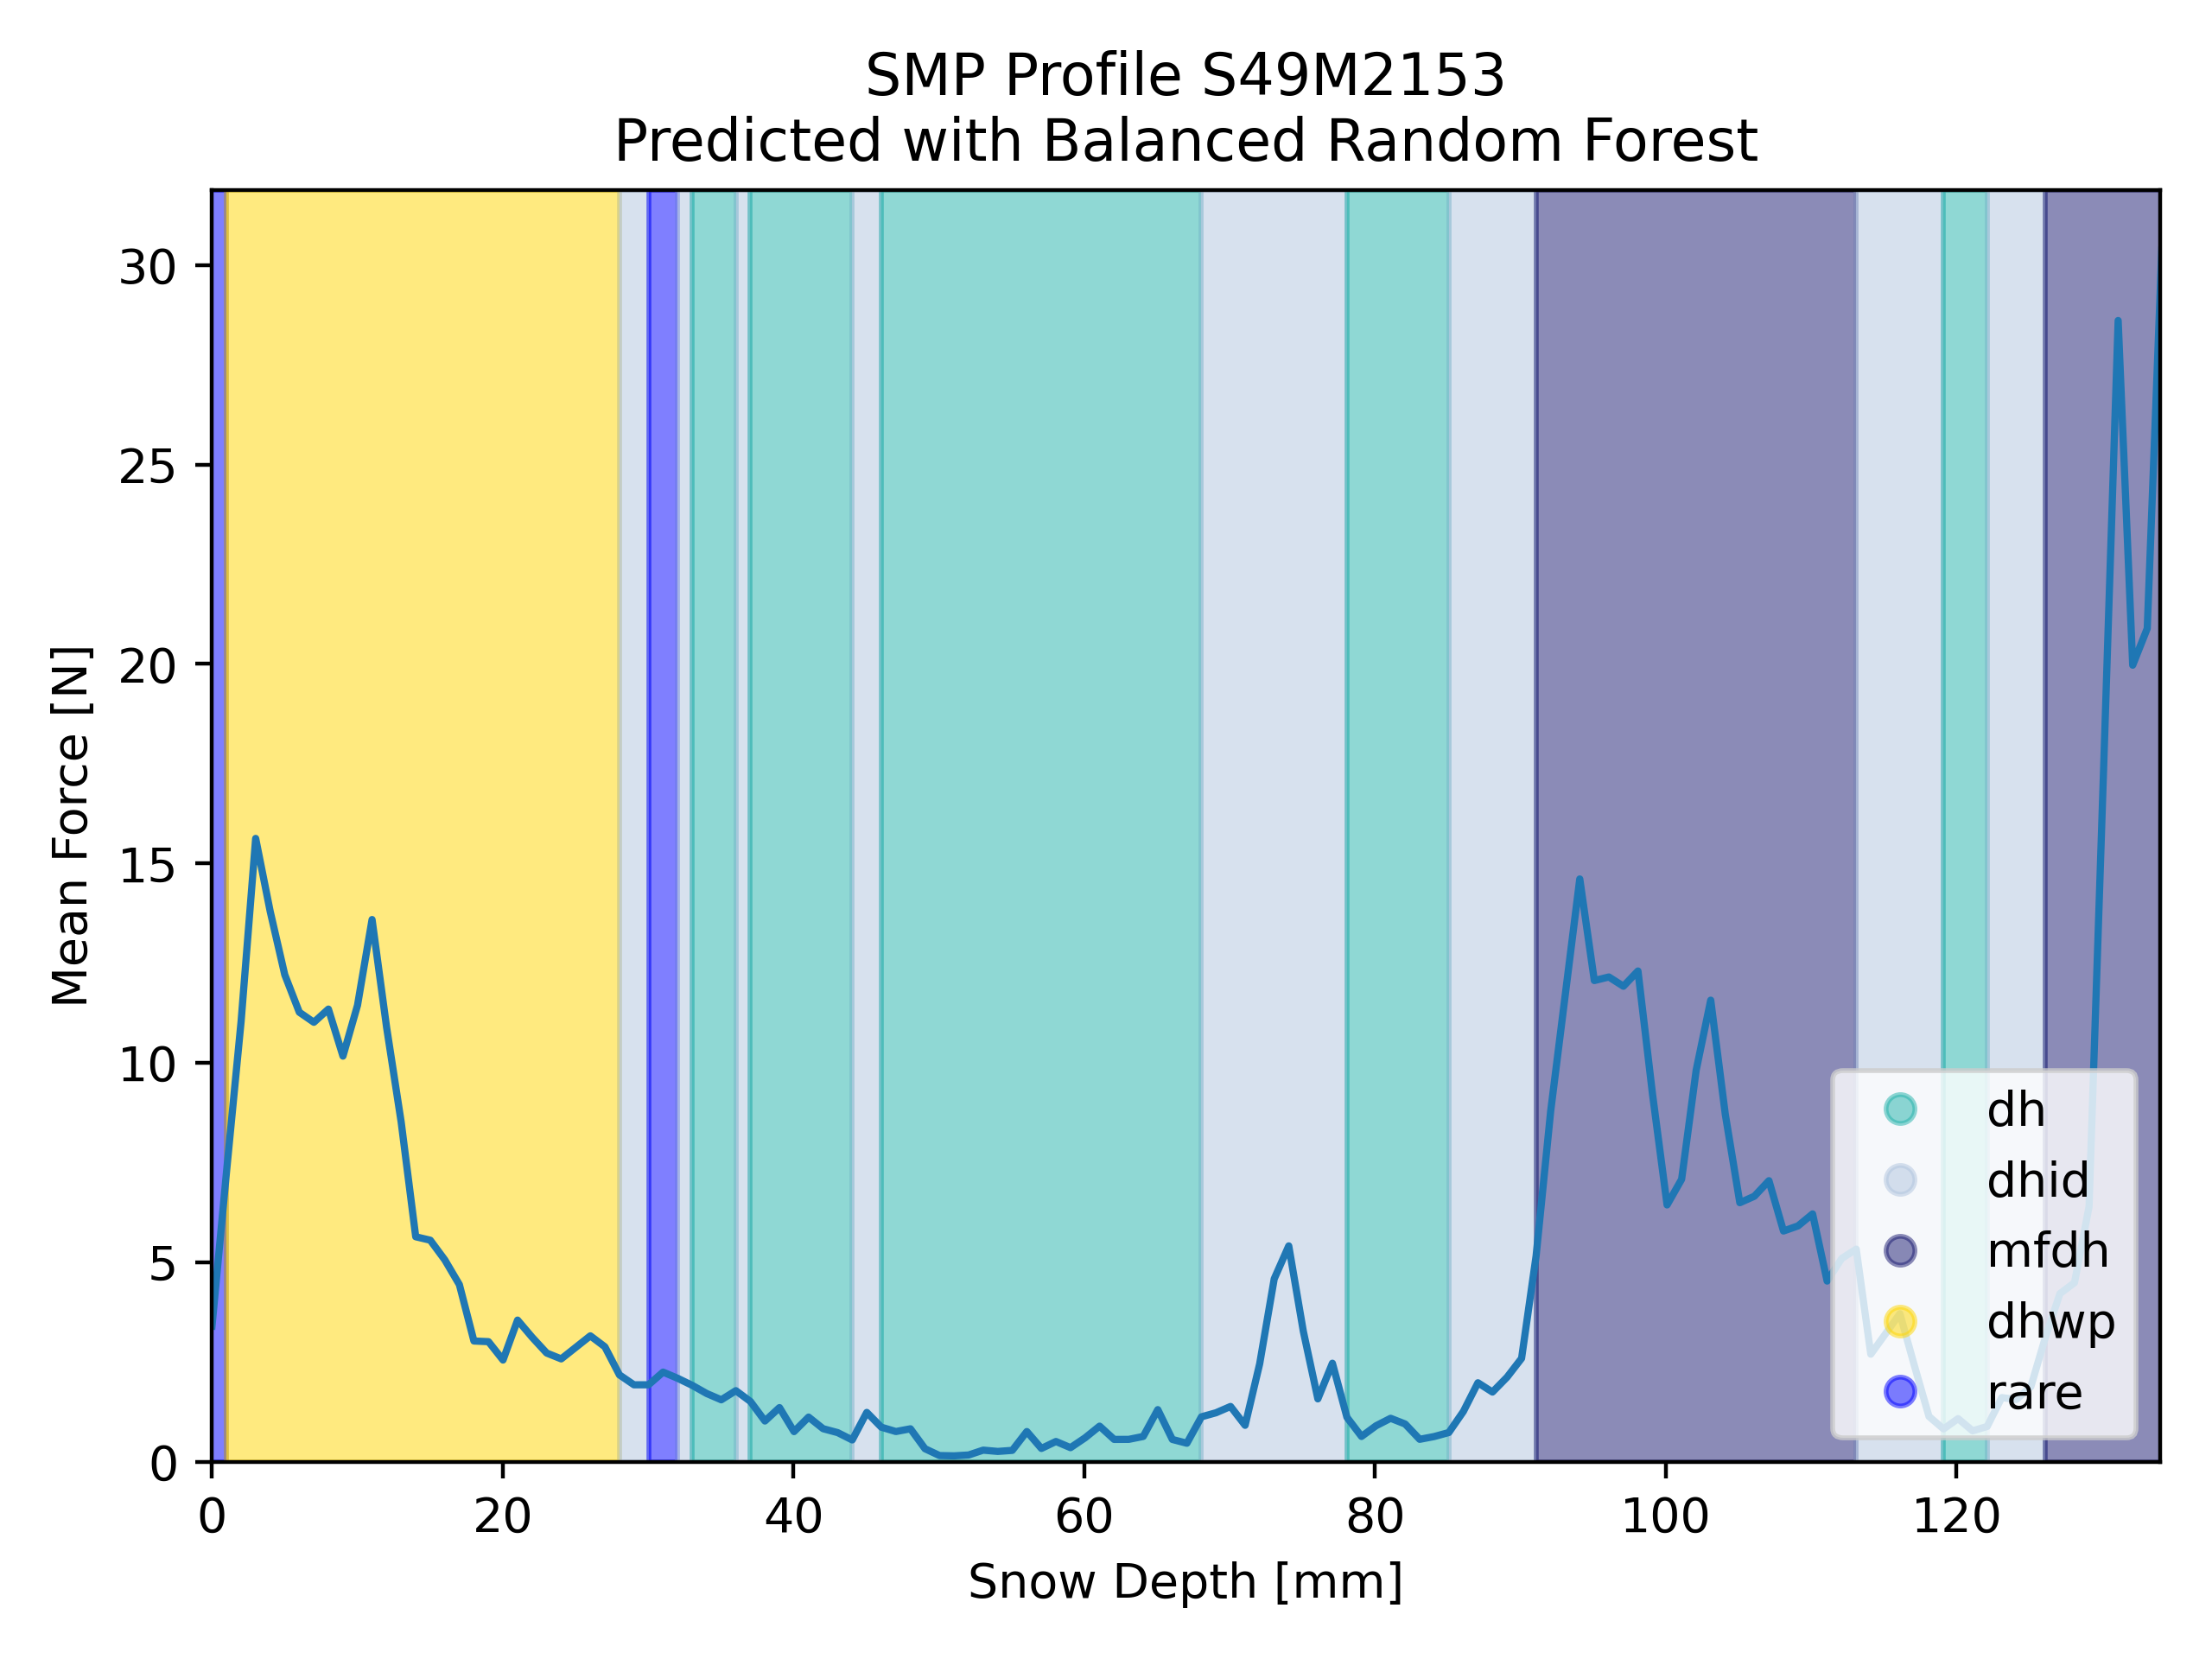 SMP Profile S49M2153
Predicted with Balanced Random Forest
Mean Force [N]
30
25
20
15
10
5
0
0 20 40 60 80 100 120
Snow Depth [mm]
dh
dhid
mfdh
dhwp
rare